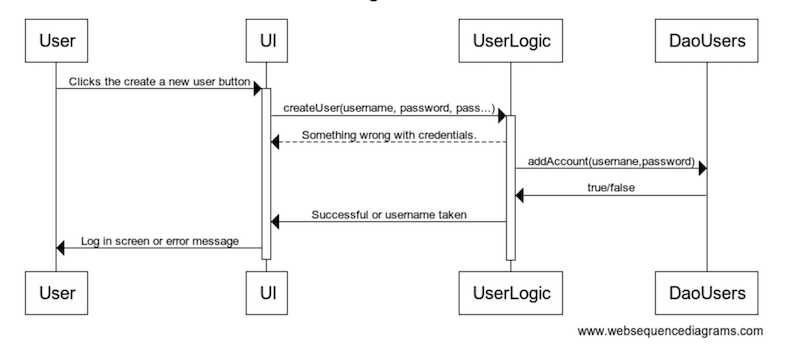 User
UI
UserLogic
DaoUsers
Clicks the create a new user button
createUser(username, password, pass...)
Something wrong with credentials.
addAccount(usernane,password)
true/false
Successful or username taken
Log in screen or error message
User
UI
UserLogic
DaoUsers
www.websequencediagrams.com